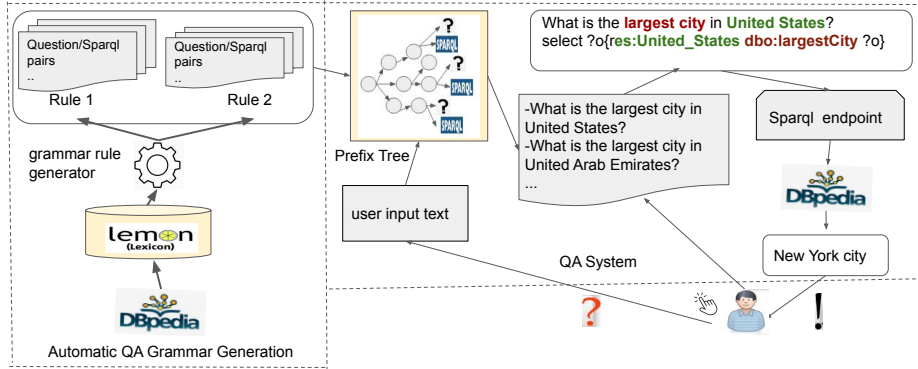 Question/Sparql
pairs
..
Question/Sparql
pairs
..
Rule 1
Rule 2
grammar rule
generator
lemon
(Lexicon)
DBpedia
Automatic QA Grammar Generation
?
SPARQL
?
SPARQL
?
SPARQL
Prefix Tree
user input text
What is the largest city in United States?
select ?o{res:United_States dbo:largestCity ?o}
-What is the largest city in
United States?
-What is the largest city in
United Arab Emirates?
...
Sparql endpoint
DBpedia
New York city
QA System
?
!